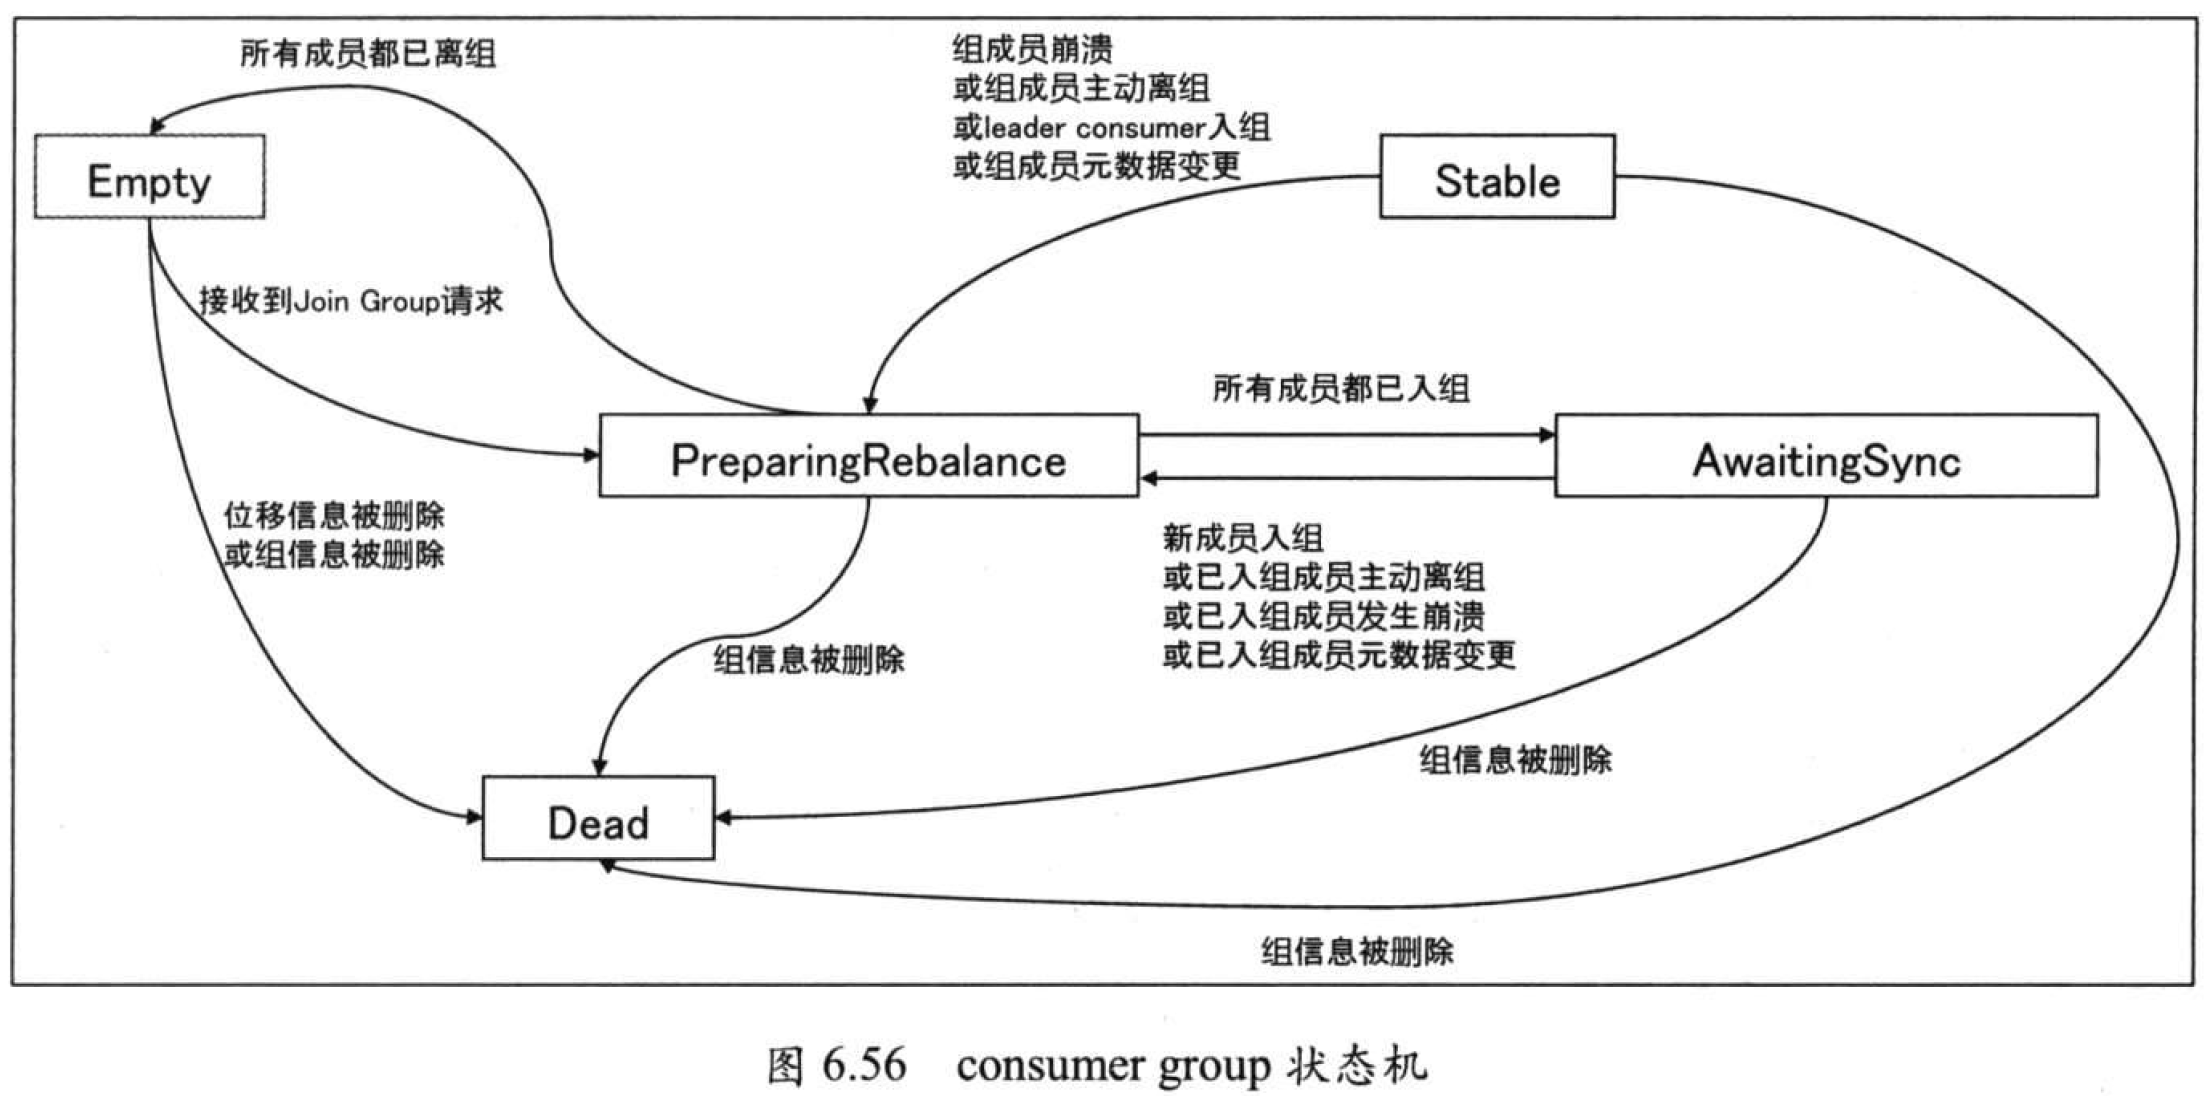 所有成员都已离组
组成员崩溃
或组成员主动离组
或leader consumer入组
或组成员元数据变更
Empty
Stable
接收到Join Group请求
所有成员都已入组
PreparingRebalance
AwaitingSync
位移信息被删除
或组信息被删除
新成员入组
或已入组成员主动离组
或已入组成员发生崩溃
或已入组成员元数据变更
组信息被删除
组信息被删除
Dead
组信息被删除
图 6.56 consumer group 状态机